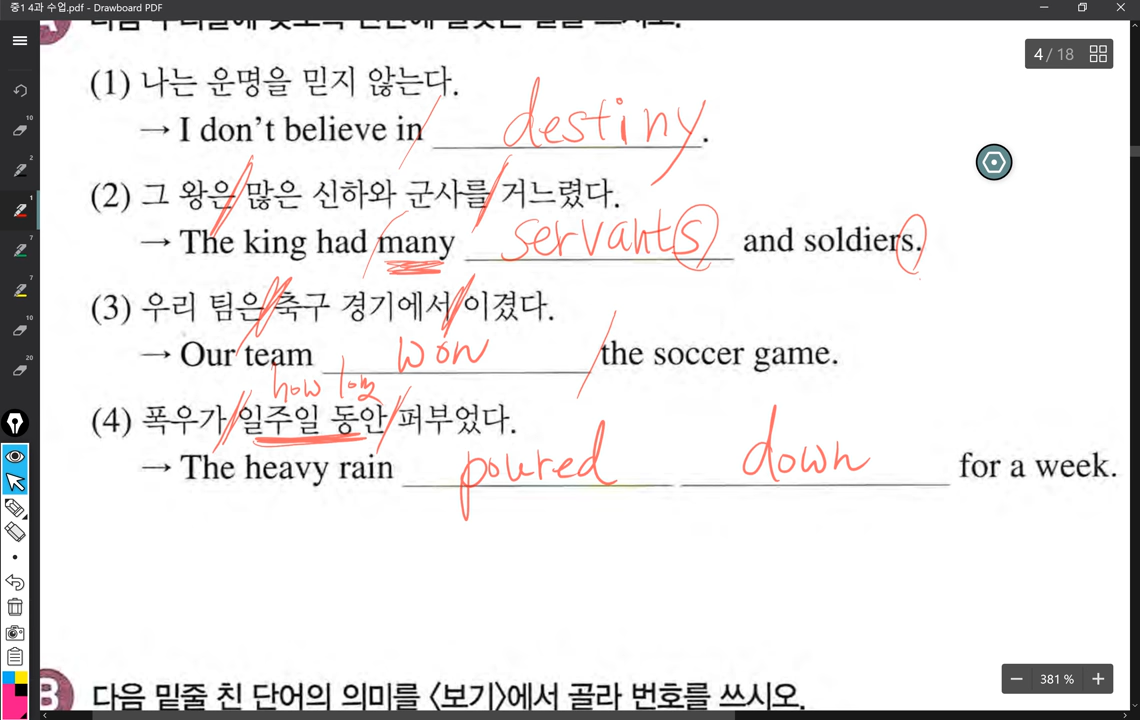 중1 4과 수업.pdf - Drawboard PDF
4 / 18
(1) 나는 운명을 믿지 않는다.
→ I don't believe in destiny.
(2) 그 왕은 많은 신하와 군사를 거느렸다.
→ The king had many servants and soldiers.
(3) 우리 팀은 축구 경기에서 이겼다.
→ Our team won the soccer game.
how long
(4) 폭우가 일주일 동안 퍼부었다.
→ The heavy rain poured down for a week.
381 %
B 다음 밑줄 친 단어의 의미를 <보기>에서 골라 번호를 쓰시오.